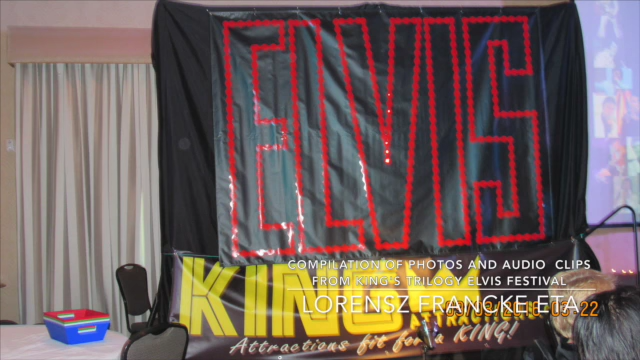 ELVIS
COMPILATION OF PHOTOS AND AUDIO CLIPS
FROM KING'S TRILOGY ELVIS FESTIVAL
LORENSZ FRANCKE ETA
KING
Attractions fit for a KING!